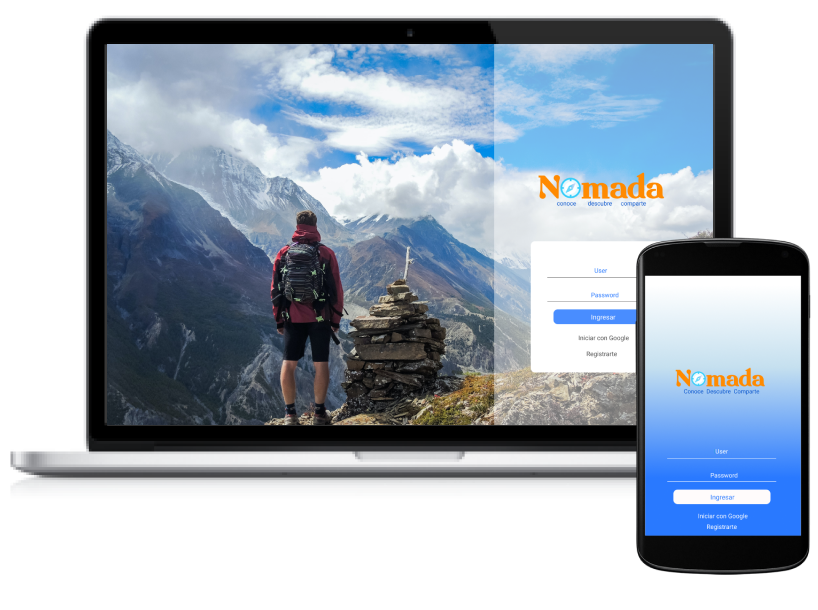 Nomada
conoce descubre comparte
User
Password
Ingresar
Iniciar con Google
Registrarte
Nomada
Conoce Descubre Comparte
User
Password
Ingresar
Iniciar con Google
Registrarte